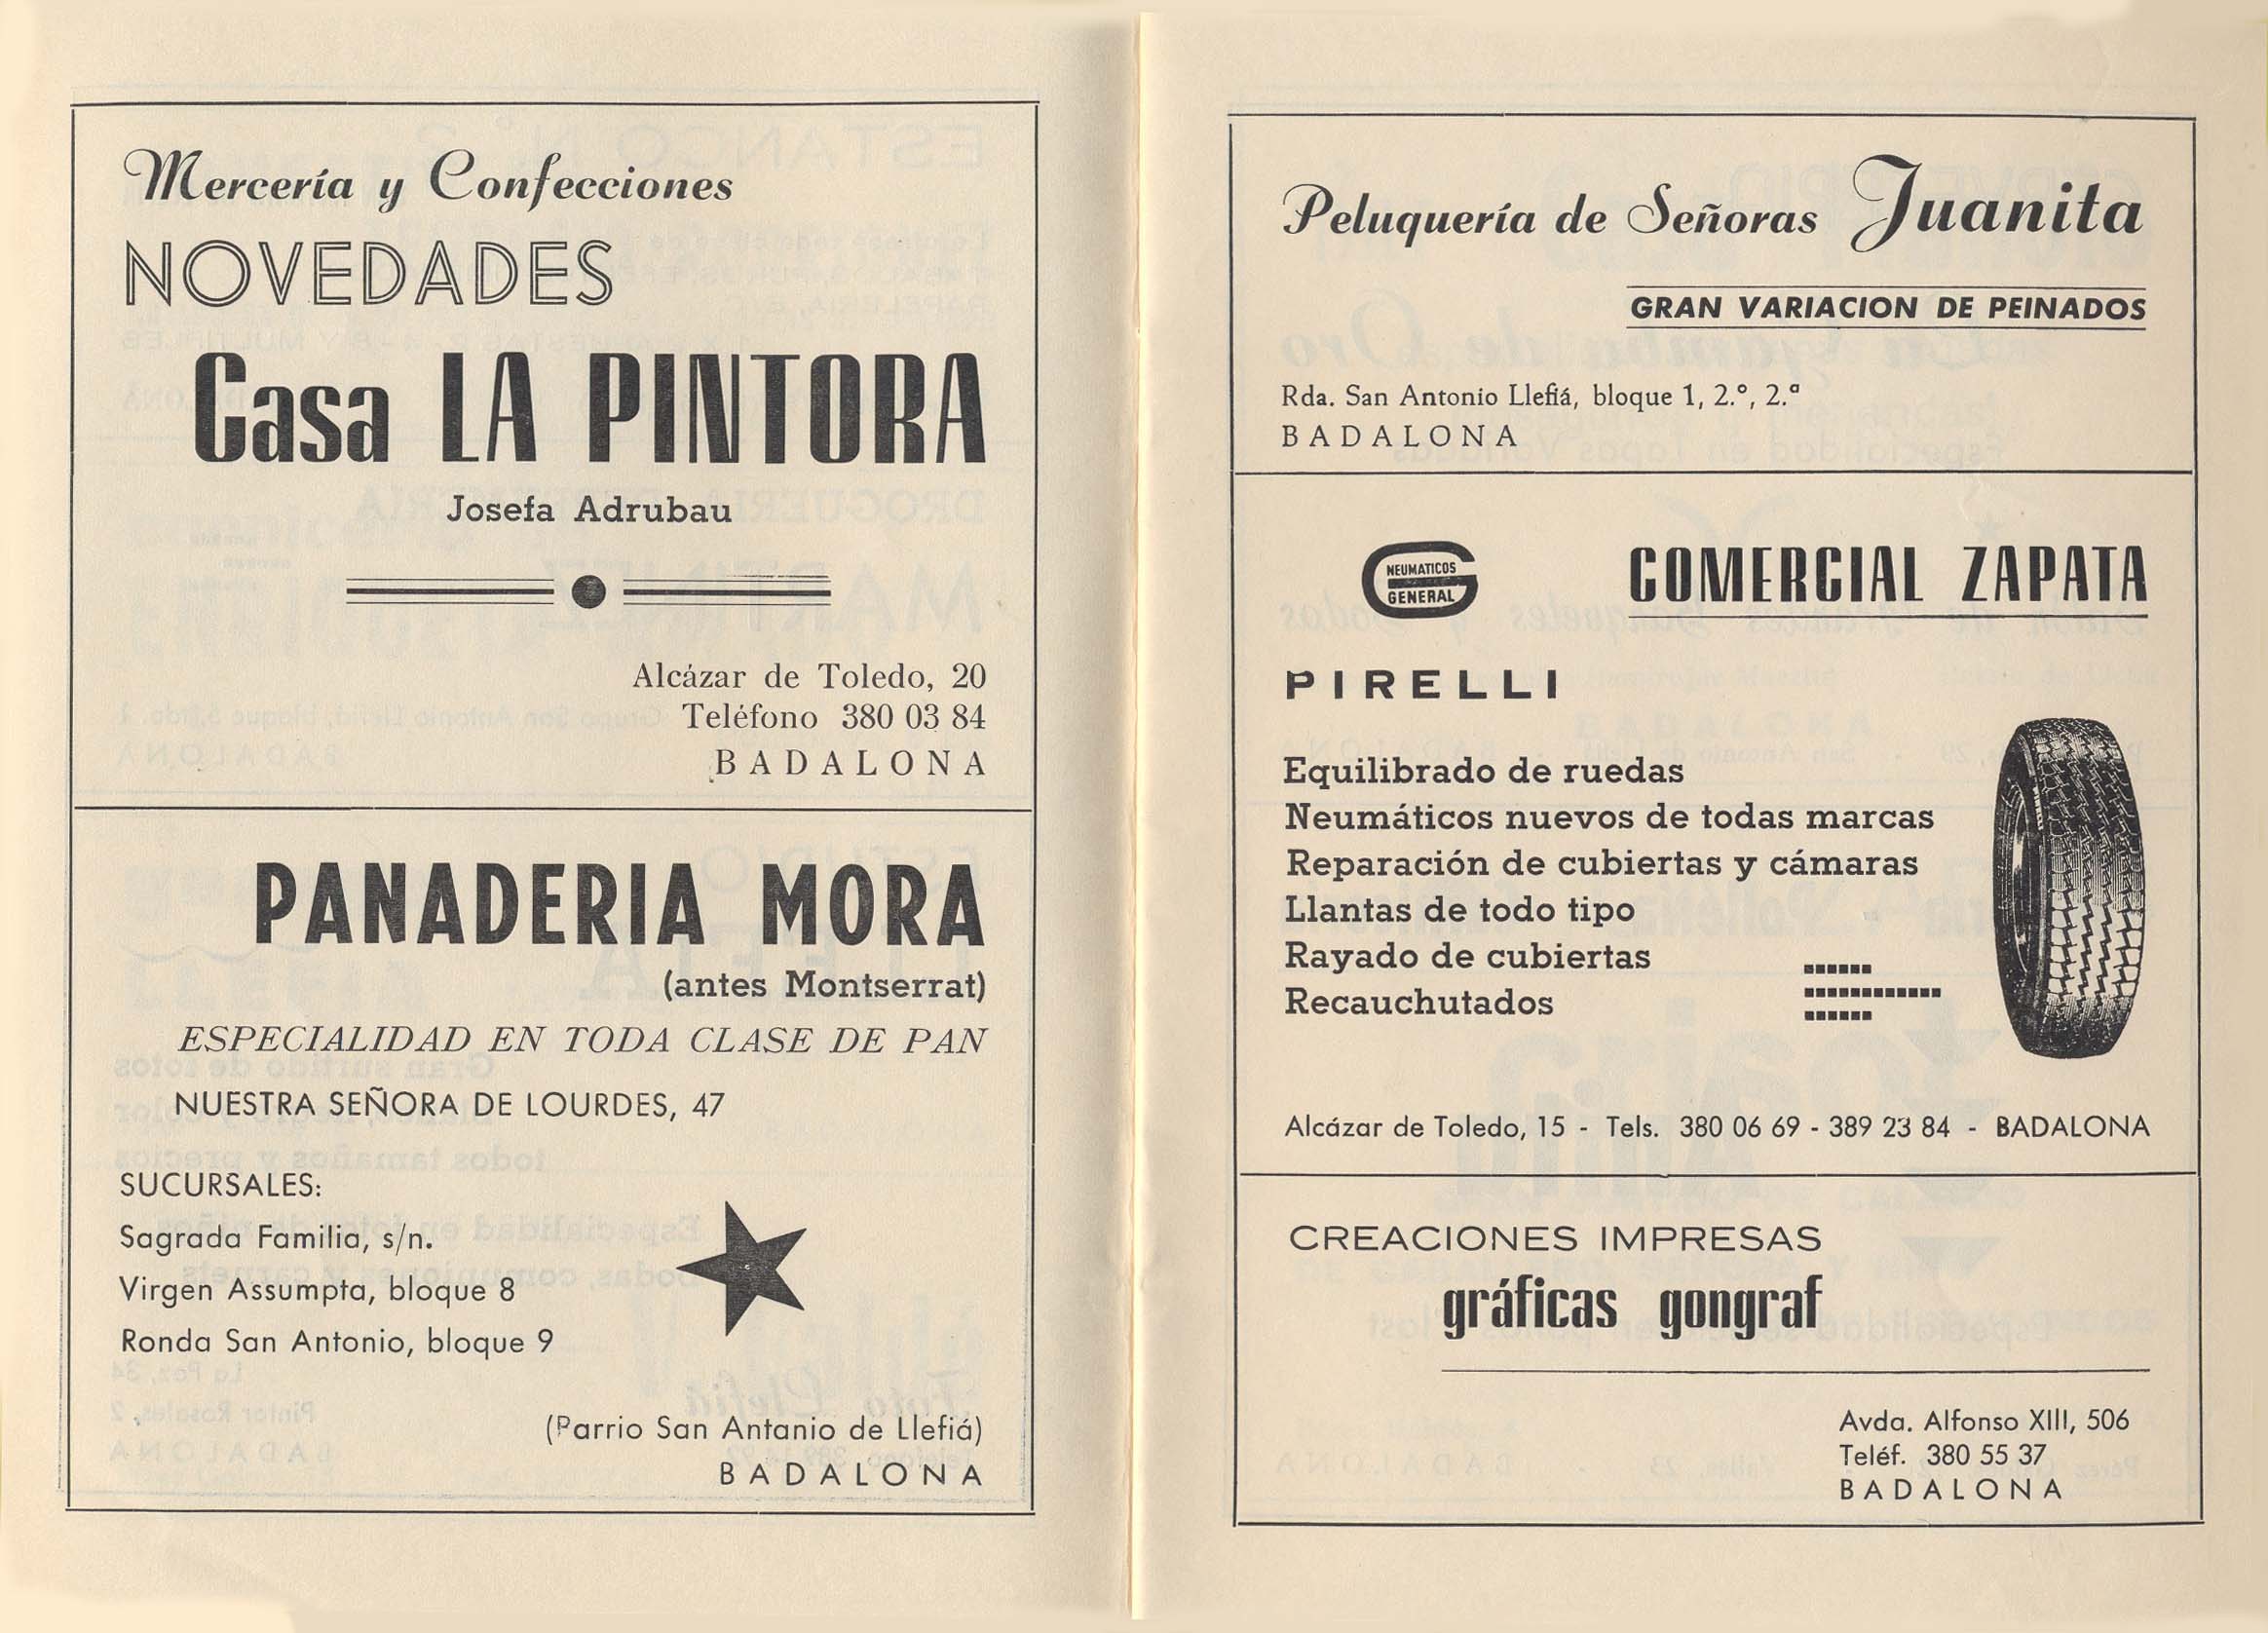 Mercería y Confecciones
NOVEDADES
Casa LA PINTORA
Josefa Adrubau
Alcázar de Toledo, 20
Teléfono 380 03 84
BADALONA
PANADERIA MORA
(antes Montserrat)
ESPECIALIDAD EN TODA CLASE DE PAN
NUESTRA SEÑORA DE LOURDES, 47
SUCURSALES:
Sagrada Familia, s/n.
Virgen Assumpta, bloque 8
Ronda San Antonio, bloque 9
(Parrio San Antanio de Llefiá)
BADALONA
Peluquería de Señoras Juanita
GRAN VARIACION DE PEINADOS
Rda. San Antonio Llefiá, bloque 1, 2.º, 2.ª
BADALONA
NEUMATICOS
GENERAL
COMERCIAL ZAPATA
PIRELLI
Equilibrado de ruedas
Neumáticos nuevos de todas marcas
Reparación de cubiertas y cámaras
Llantas de todo tipo
Rayado de cubiertas
Recauchutados
Alcázar de Toledo, 15 - Tels. 380 06 69 - 389 23 84 - BADALONA
CREACIONES IMPRESAS
gráficas gongraf
Avda. Alfonso XIII, 506
Teléf. 380 55 37
BADALONA